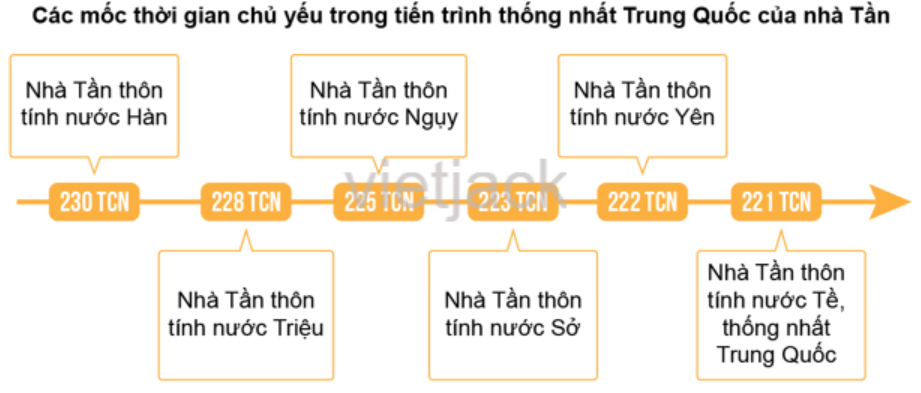 Các mốc thời gian chủ yếu trong tiến trình thống nhất Trung Quốc của nhà Tần
Nhà Tần thôn
tính nước Hàn
Nhà Tần thôn
tính nước Ngụy
Nhà Tần thôn
tính nước Yên
vietjack
230 TCN
228 TCN
225 TCN
223 TCN
222 TCN
221 TCN
Nhà Tần thôn
tính nước Triệu
Nhà Tần thôn
tính nước Sở
Nhà Tần thôn
tính nước Tề,
thống nhất
Trung Quốc